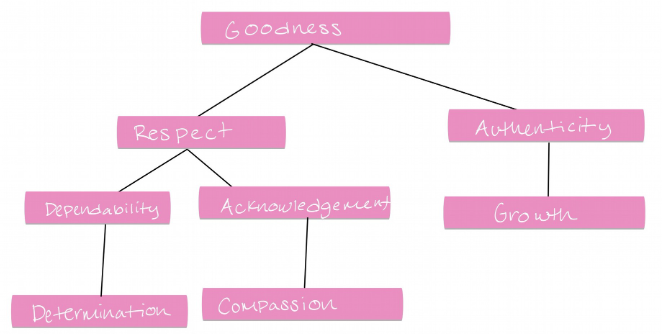 Goodness
Respect
Authenticity
Dependability
Acknowledgement
Growth
Determination
Compassion